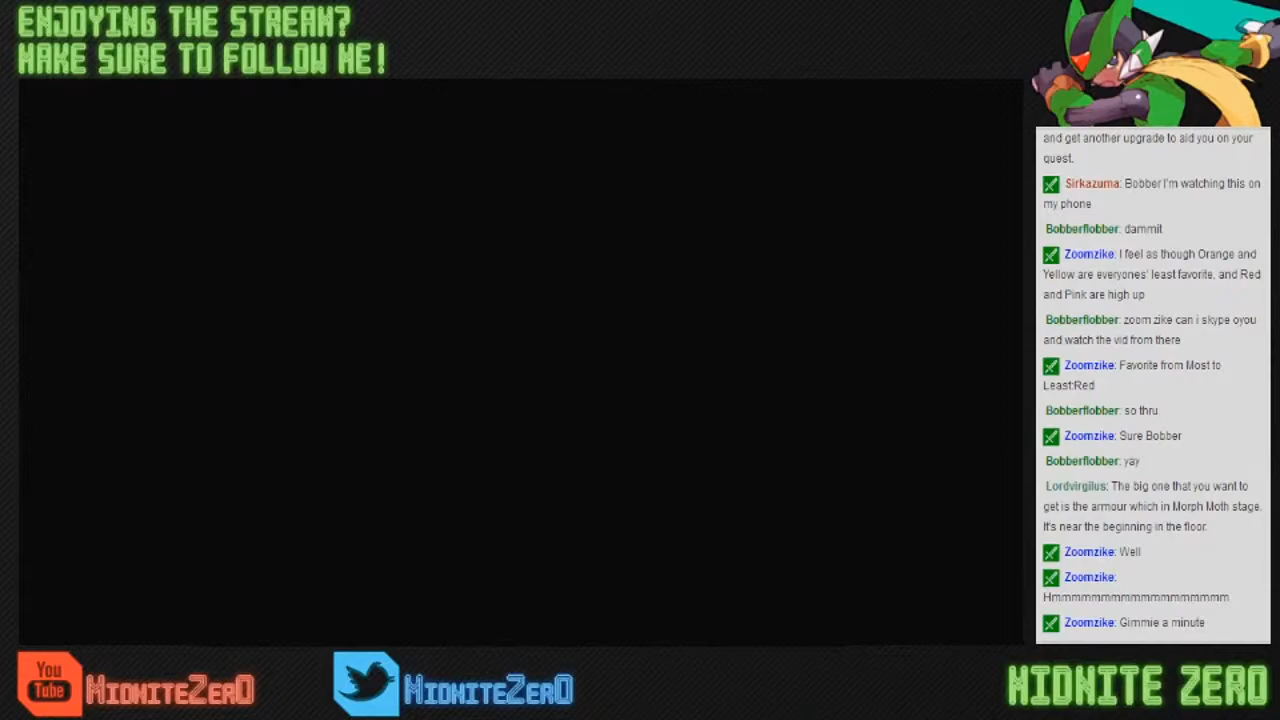 ENJOYING THE STREAM?
MAKE SURE TO FOLLOW ME!
and get another upgrade to aid you on your
quest.
Sirkazuma: Bobber I'm watching this on
my phone
Bobberflobber: dammit
Zoomzike: I feel as though Orange and
Yellow are everyones' least favorite, and Red
and Pink are high up
Bobberflobber: zoom zike can i skype oyou
and watch the vid from there
Zoomzike: Favorite from Most to
Least:Red
Bobberflobber: so thru
Zoomzike: Sure Bobber
Bobberflobber: yay
Lordvirgilus: The big one that you want to
get is the armour which in Morph Moth stage.
It's near the beginning in the floor.
Zoomzike: Well
Zoomzike:
Hmmmmmmmmmmmmmmmmmmm
Zoomzike: Gimmie a minute
You
Tube
MIDNITEZER0
MIDNITEZER0
MIDNITE ZERO